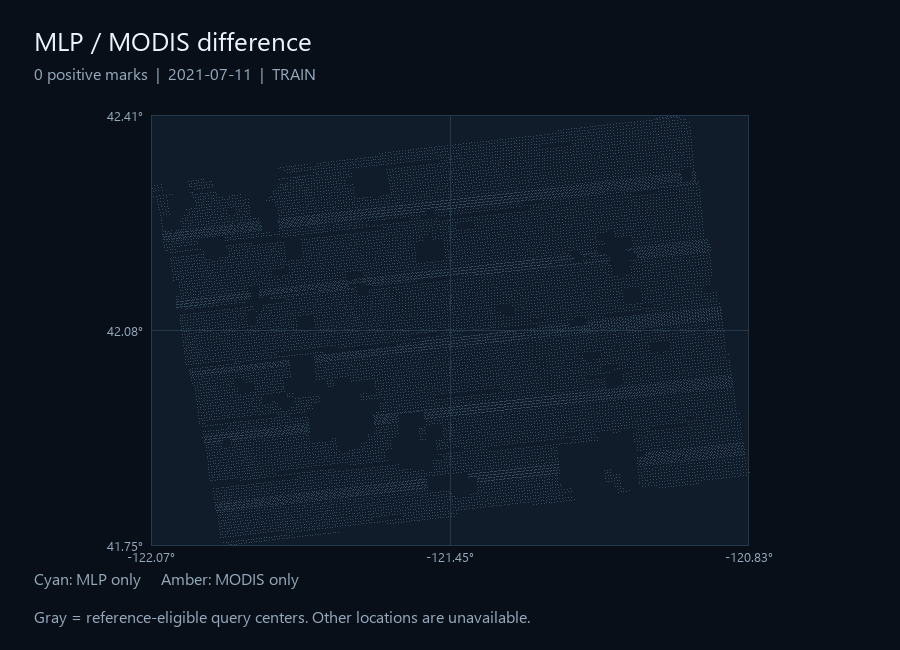 MLP / MODIS difference
0 positive marks | 2021-07-11 | TRAIN
42.41°
42.08°
41.75°
-122.07° -121.45° -120.83°
Cyan: MLP only Amber: MODIS only
Gray = reference-eligible query centers. Other locations are unavailable.